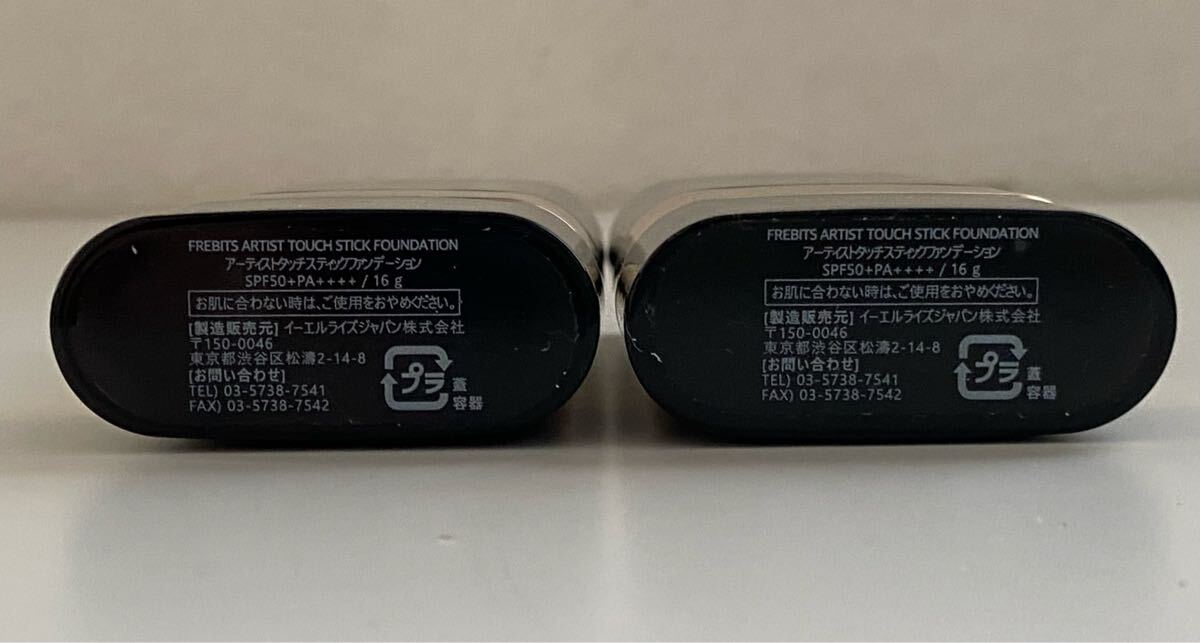 FREBITS ARTIST TOUCH STICK FOUNDATION
アーティストタッチスティックファンデーション
SPF50+PA++++ / 16 g
お肌に合わない時は、ご使用をおやめください。
[製造販売元] イーエルライズジャパン株式会社
〒150-0046
東京都渋谷区松濤2-14-8
[お問い合わせ]
TEL) 03-5738-7541
FAX) 03-5738-7542
プラ
蓋
容器
FREBITS ARTIST TOUCH STICK FOUNDATION
アーティストタッチスティックファンデーション
SPF50+PA++++ / 16 g
お肌に合わない時は、ご使用をおやめください。
[製造販売元] イーエルライズジャパン株式会社
〒150-0046
東京都渋谷区松濤2-14-8
[お問い合わせ]
TEL) 03-5738-7541
FAX) 03-5738-7542
プラ
蓋
容器